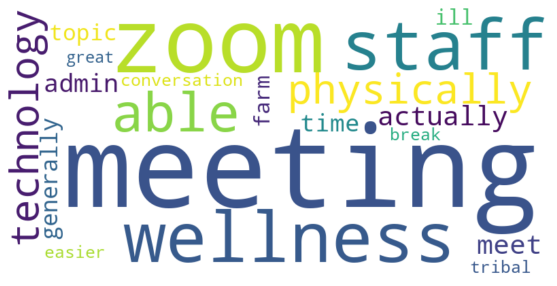 topic
great
zoom
ill
staff
technology
admin
conversation
farm
physically
able
time
actually
break
generally
meeting
wellness
meet
easier
tribal